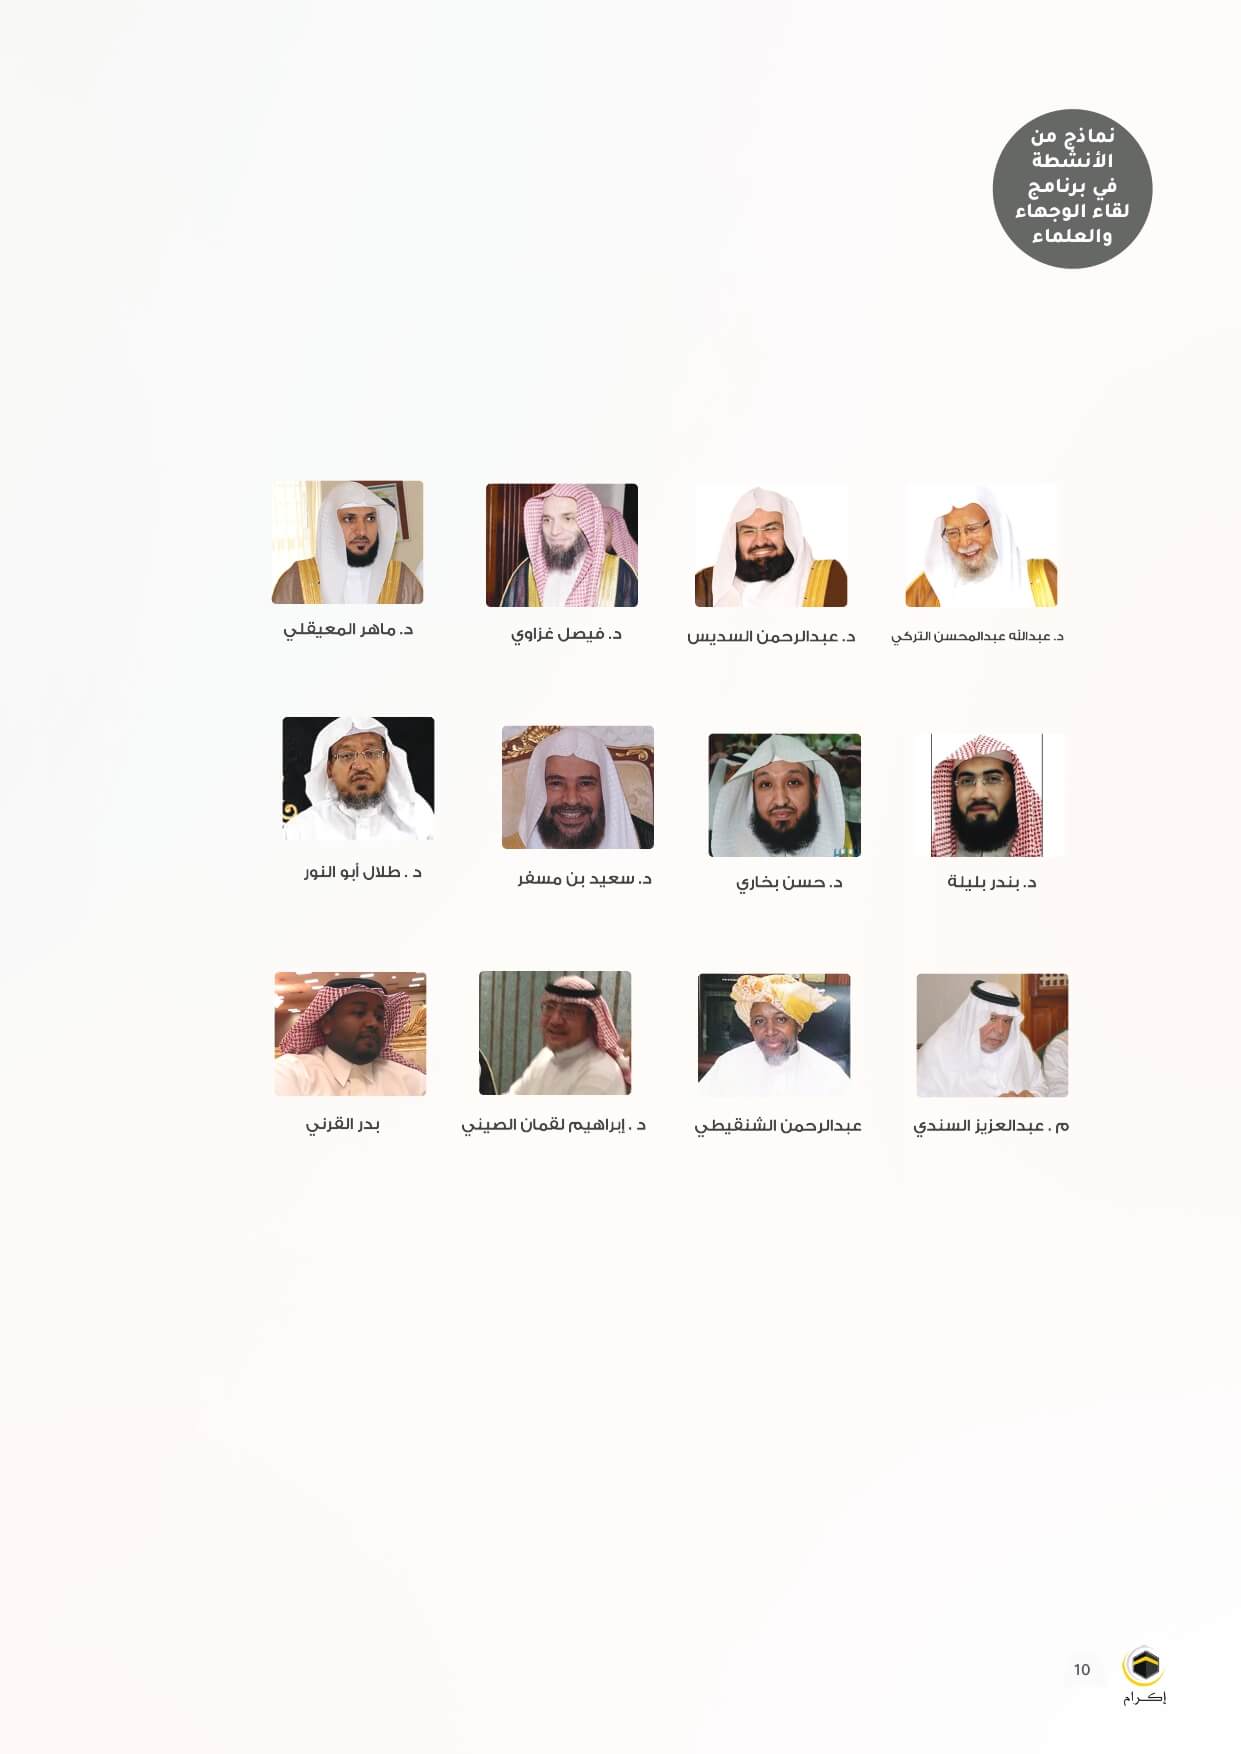 نماذج من
الأنشطة
في برنامج
لقاء الوجهاء
والعلماء
د. عبدالله عبدالمحسن التركي
د. عبدالرحمن السديس
د. فيصل غزاوي
د. ماهر المعيقلي
د. بندر بليلة
د. حسن بخاري
د. سعيد بن مسفر
د . طلال أبو النور
م . عبدالعزيز السندي
عبدالرحمن الشنقيطي
د . إبراهيم لقمان الصيني
بدر القرني
10
إكرام